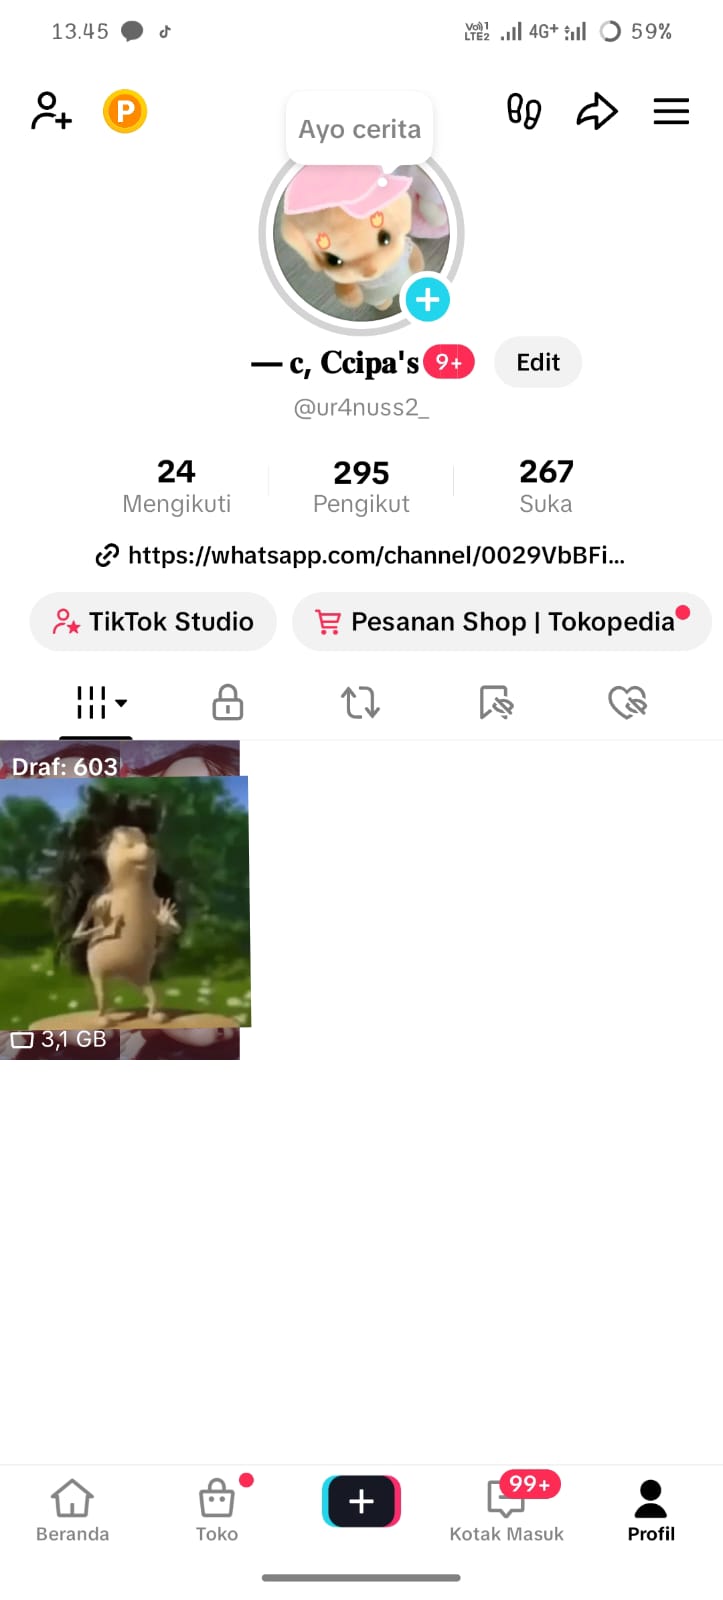 13.45
Vo)) 1 LTE2 4G+ 59%
P
Ayo cerita
— c, Ccipa's 9+ Edit
@ur4nuss2_
24 295 267
Mengikuti Pengikut Suka
https://whatsapp.com/channel/0029VbBFi...
TikTok Studio Pesanan Shop | Tokopedia
Draf: 603
3,1 GB
99+
Beranda Toko Kotak Masuk Profil